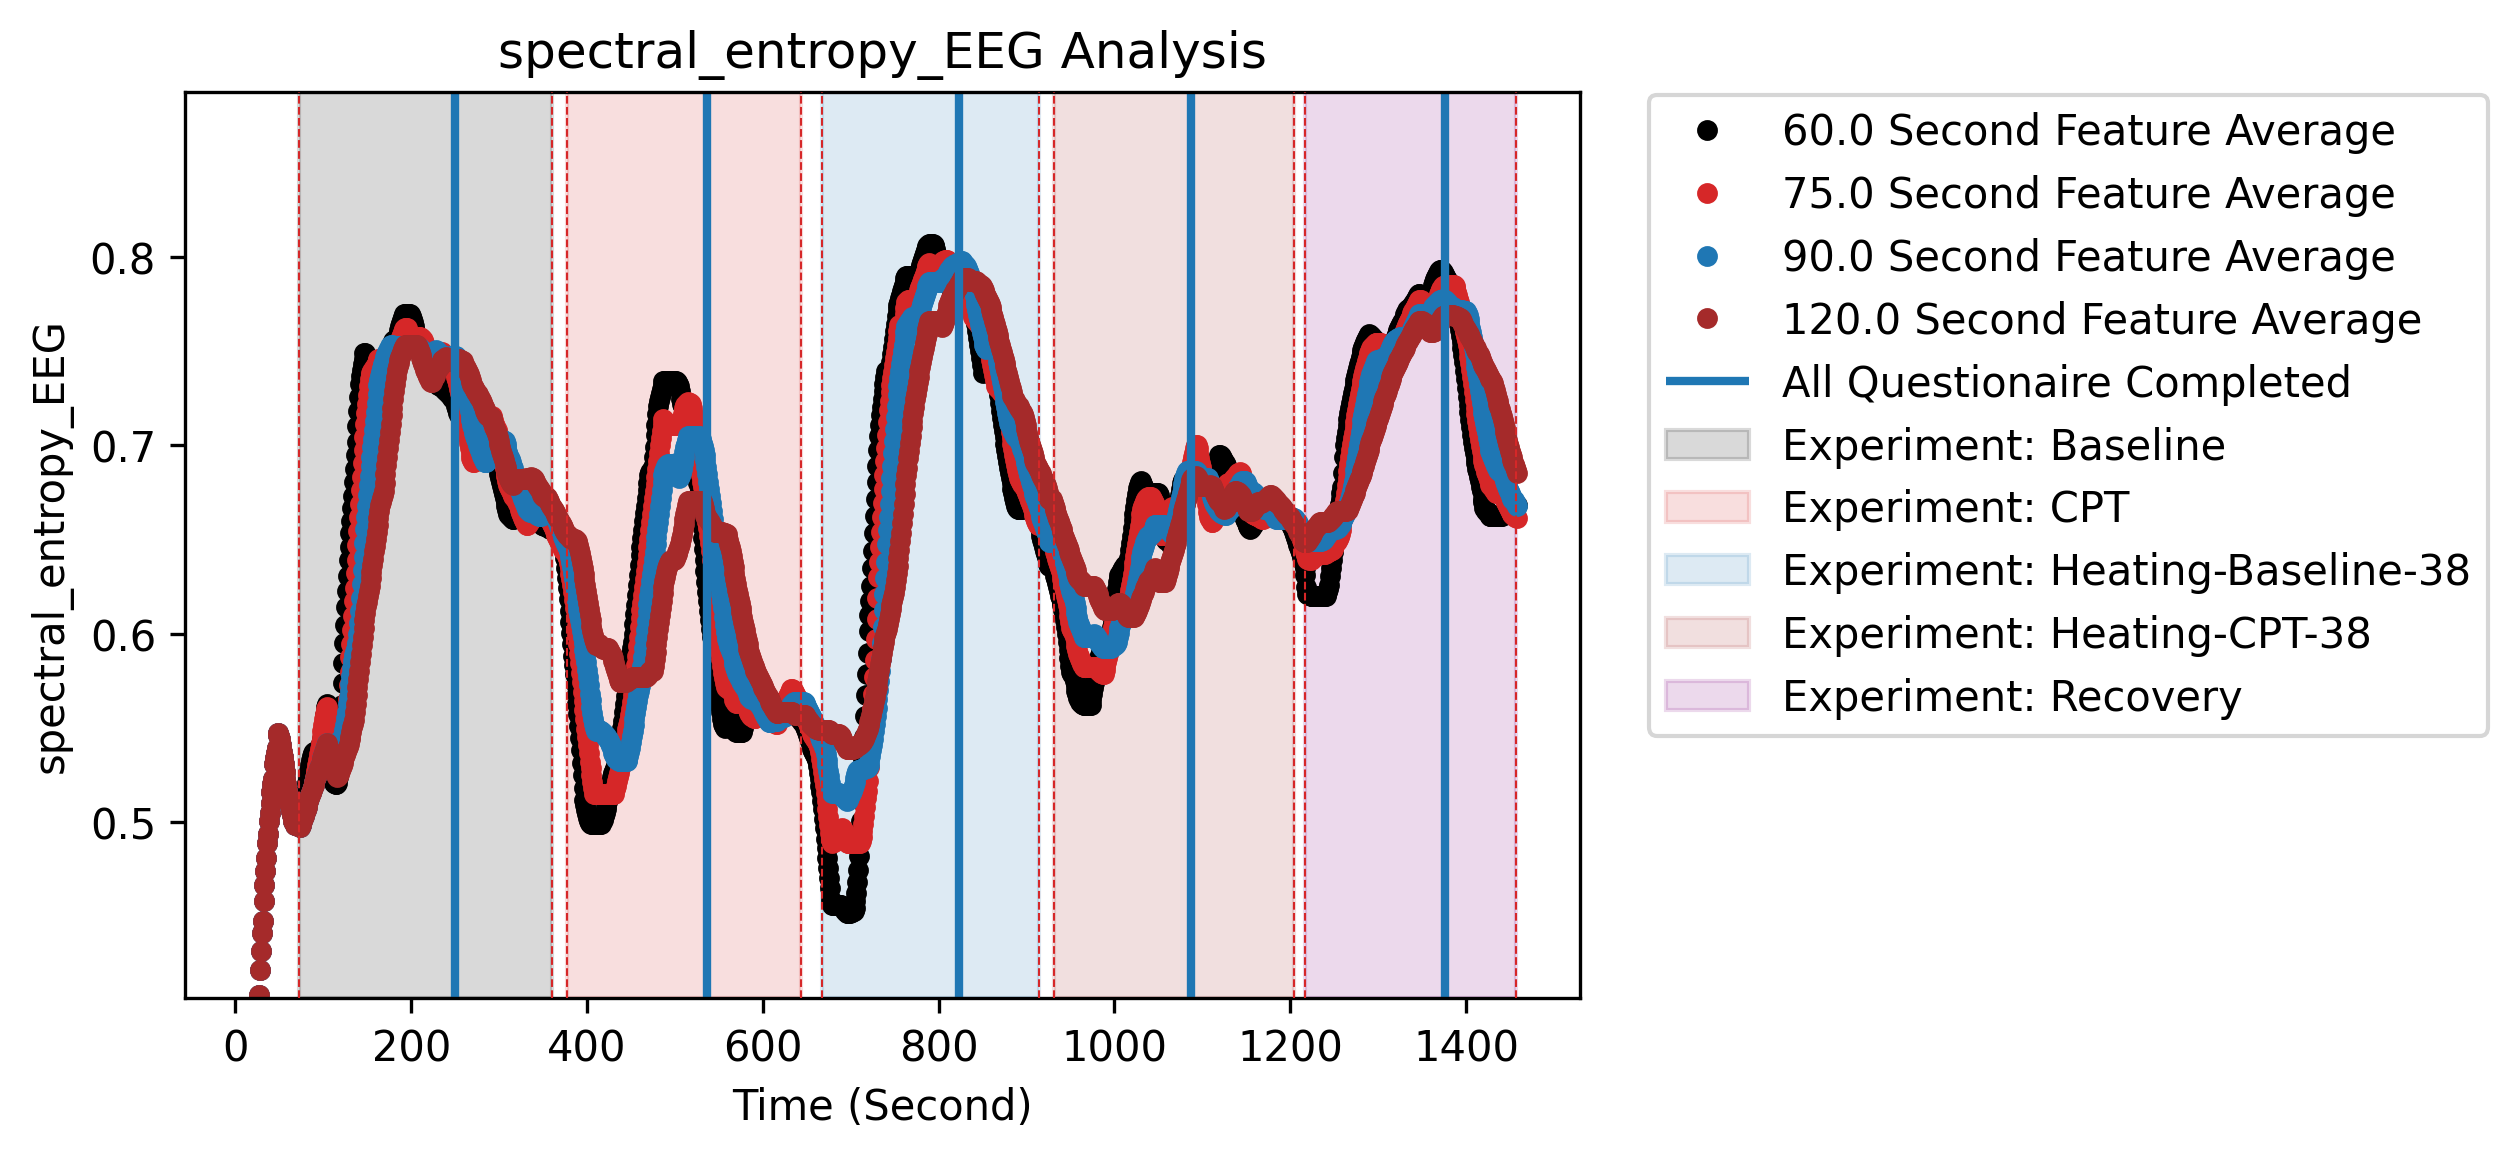 spectral_entropy_EEG Analysis
spectral_entropy_EEG
0.8
0.7
0.6
0.5
0
200
400
600
800
1000
1200
1400
Time (Second)
60.0 Second Feature Average
75.0 Second Feature Average
90.0 Second Feature Average
120.0 Second Feature Average
All Questionaire Completed
Experiment: Baseline
Experiment: CPT
Experiment: Heating-Baseline-38
Experiment: Heating-CPT-38
Experiment: Recovery